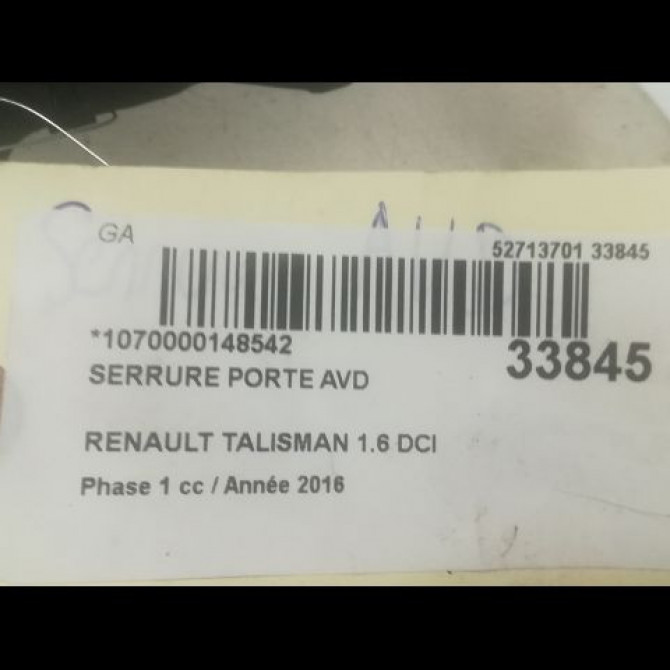 GA
52713701 33845
*1070000148542
33845
SERRURE PORTE AVD
RENAULT TALISMAN 1.6 DCI
Phase 1 cc / Année 2016